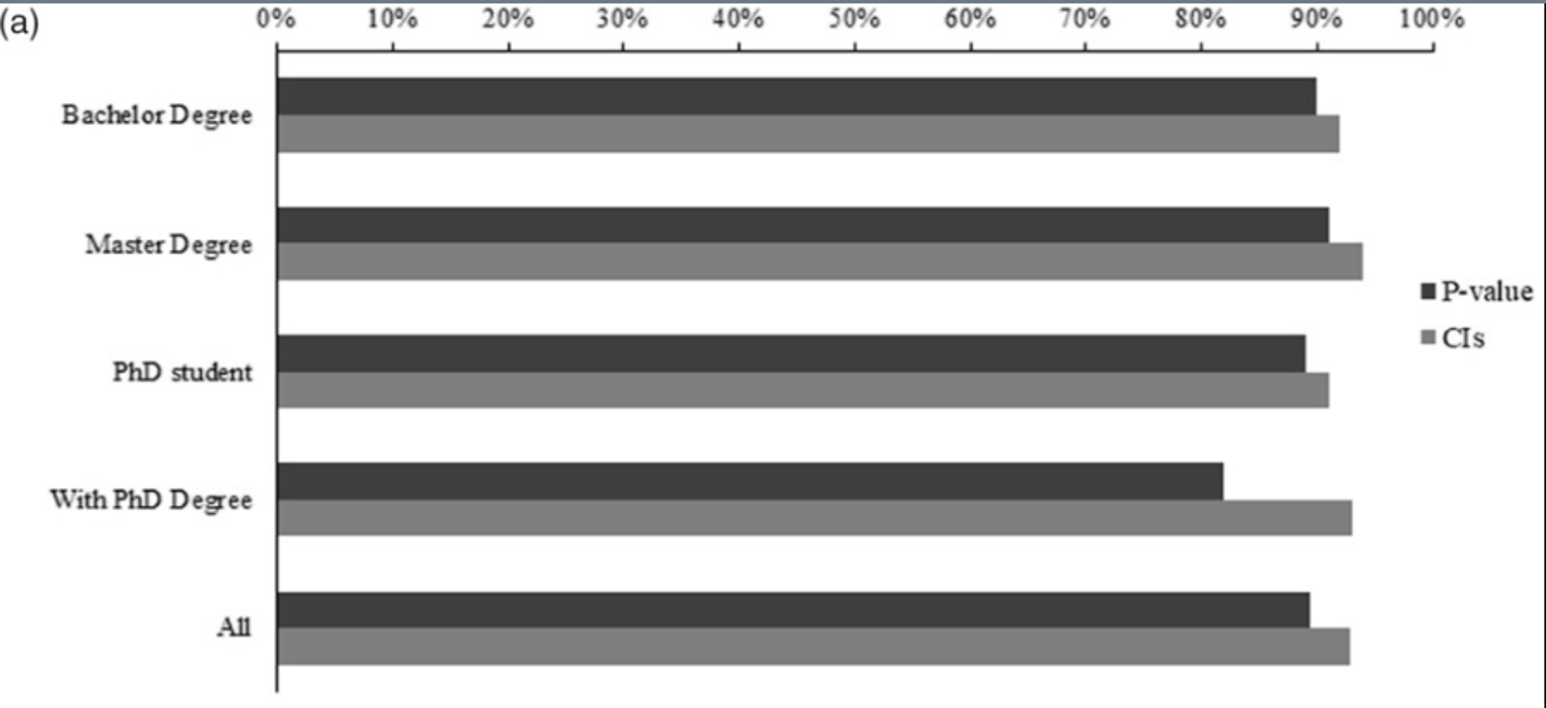 (a)
0% 10% 20% 30% 40% 50% 60% 70% 80% 90% 100%
Bachelor Degree
Master Degree
PhD student
With PhD Degree
All
P-value
CIs